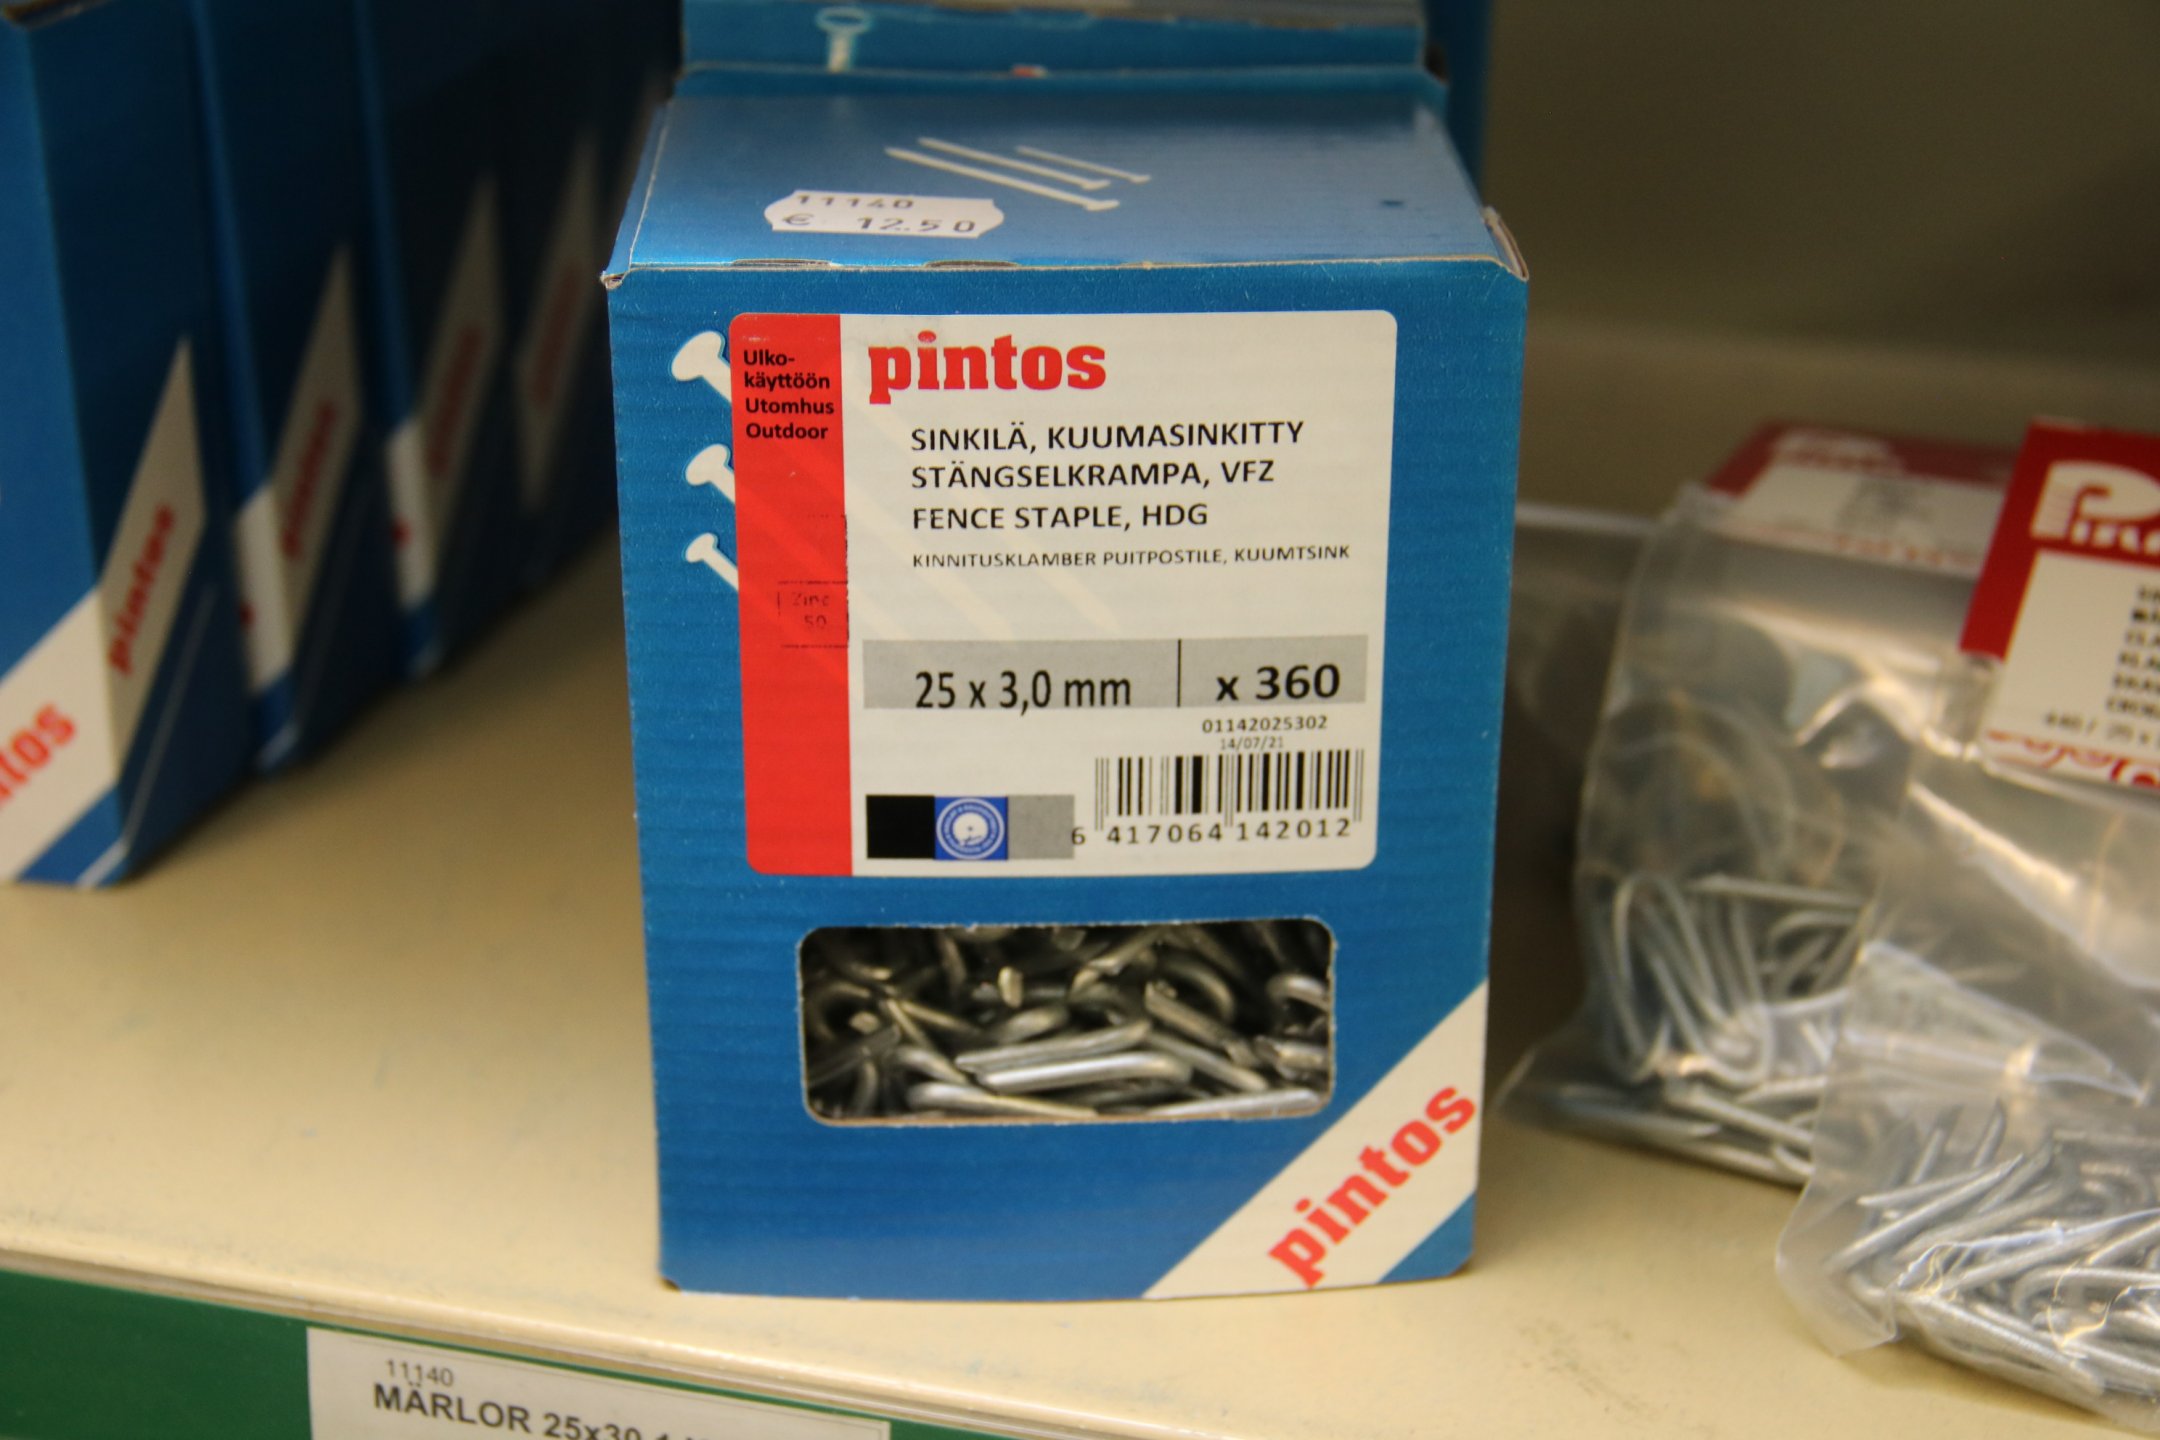 11140
€ 12.50
Ulko-
käyttöön
Utomhus
Outdoor
pintos
SINKILÄ, KUUMASINKITTY
STÄNGSELKRAMPA, VFZ
FENCE STAPLE, HDG
KINNITUSKLAMBER PUITPOSTILE, KUUMTSINK
Zinc
50
25 x 3,0 mm x 360
01142025302
14/07/21
6 417064 142012
pintos
pintos
pintos
pintos
11140
MÄRLOR 25x30